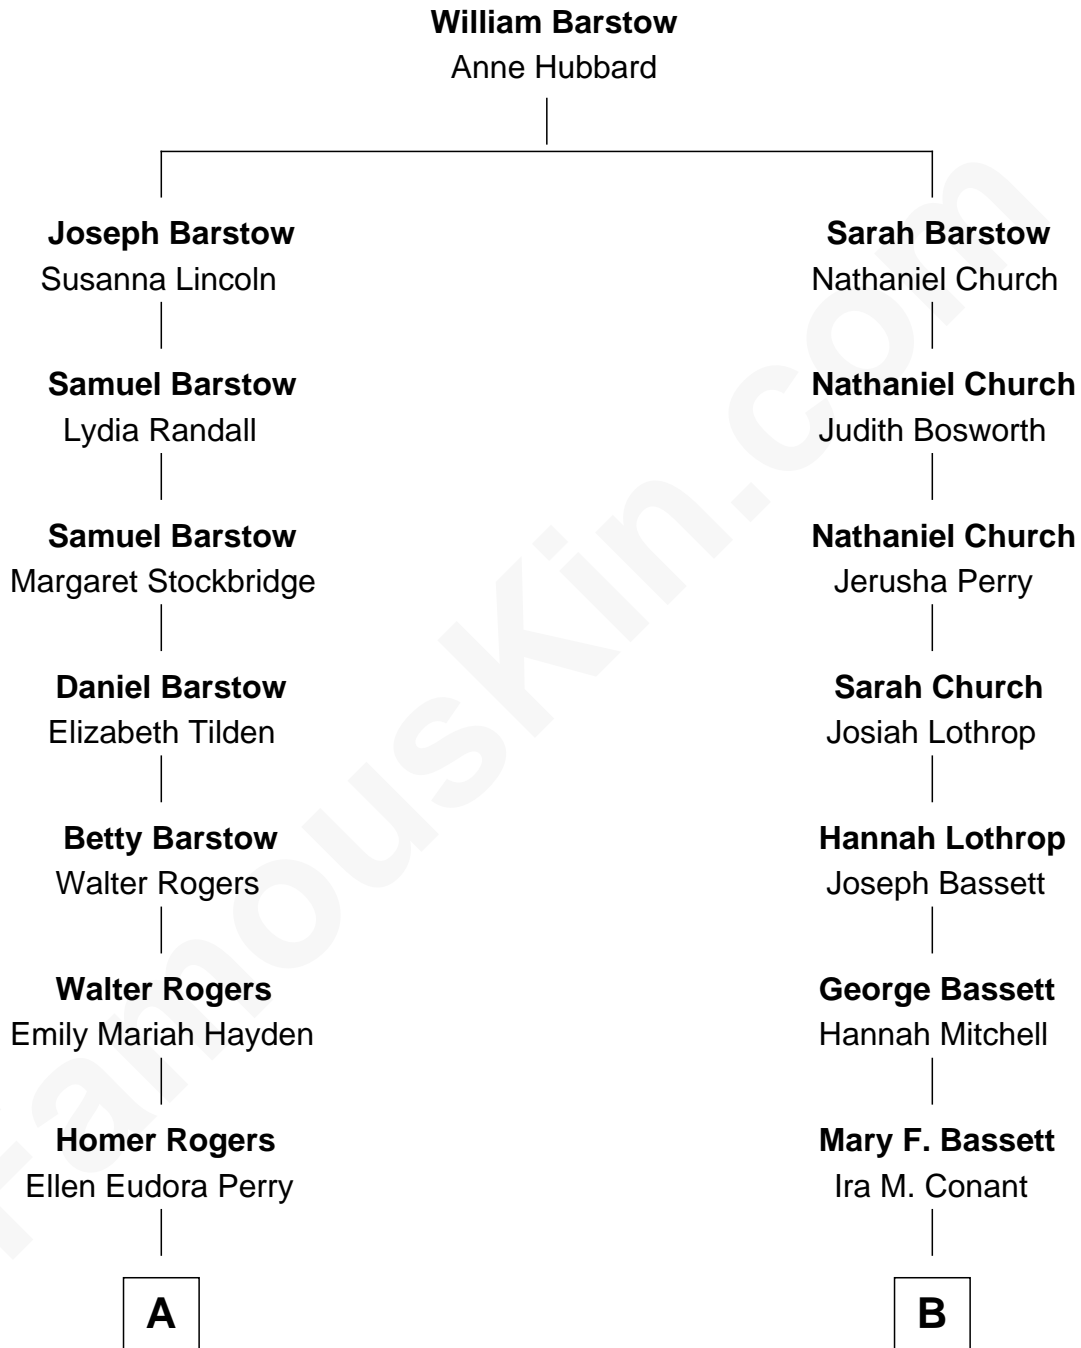 William Barstow
Anne Hubbard
Joseph Barstow
Susanna Lincoln
Sarah Barstow
Nathaniel Church
Samuel Barstow
Lydia Randall
Nathaniel Church
Judith Bosworth
Samuel Barstow
Margaret Stockbridge
Nathaniel Church
Jerusha Perry
Daniel Barstow
Elizabeth Tilden
Sarah Church
Josiah Lothrop
Betty Barstow
Walter Rogers
Hannah Lothrop
Joseph Bassett
Walter Rogers
Emily Mariah Hayden
George Bassett
Hannah Mitchell
Homer Rogers
Ellen Eudora Perry
Mary F. Bassett
Ira M. Conant
A
B
FamousKin.com